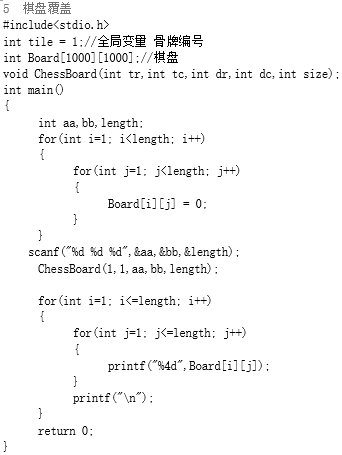 5 棋盘覆盖
#include<stdio.h>
int tile = 1;//全局变量 骨牌编号
int Board[1000][1000];//棋盘
void ChessBoard(int tr,int tc,int dr,int dc,int size);
int main()
{
int aa,bb,length;
for(int i=1; i<length; i++)
{
for(int j=1; j<length; j++)
{
Board[i][j] = 0;
}
}
scanf("%d %d %d",&aa,&bb,&length);
ChessBoard(1,1,aa,bb,length);
for(int i=1; i<=length; i++)
{
for(int j=1; j<=length; j++)
{
printf("%4d",Board[i][j]);
}
printf("\n");
}
return 0;
}